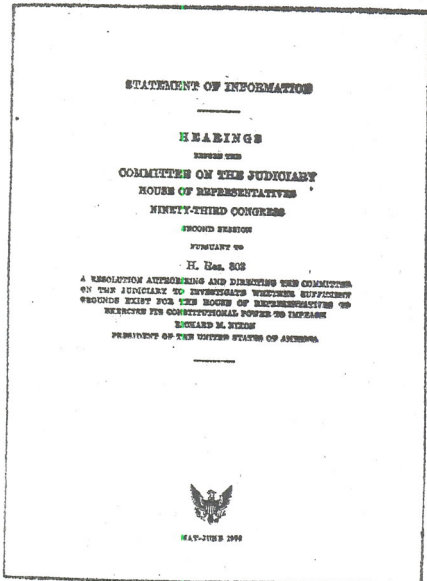 STATEMENT OF INFORMATION
HEARINGS
BEFORE THE
COMMITTEE ON THE JUDICIARY
HOUSE OF REPRESENTATIVES
NINETY-THIRD CONGRESS
SECOND SESSION
PURSUANT TO
H. Res. 803
A RESOLUTION AUTHORIZING AND DIRECTING THE COMMITTEE
ON THE JUDICIARY TO INVESTIGATE WHETHER SUFFICIENT
GROUNDS EXIST FOR THE HOUSE OF REPRESENTATIVES TO
EXERCISE ITS CONSTITUTIONAL POWER TO IMPEACH
RICHARD M. NIXON
PRESIDENT OF THE UNITED STATES OF AMERICA
MAY-JUNE 1974